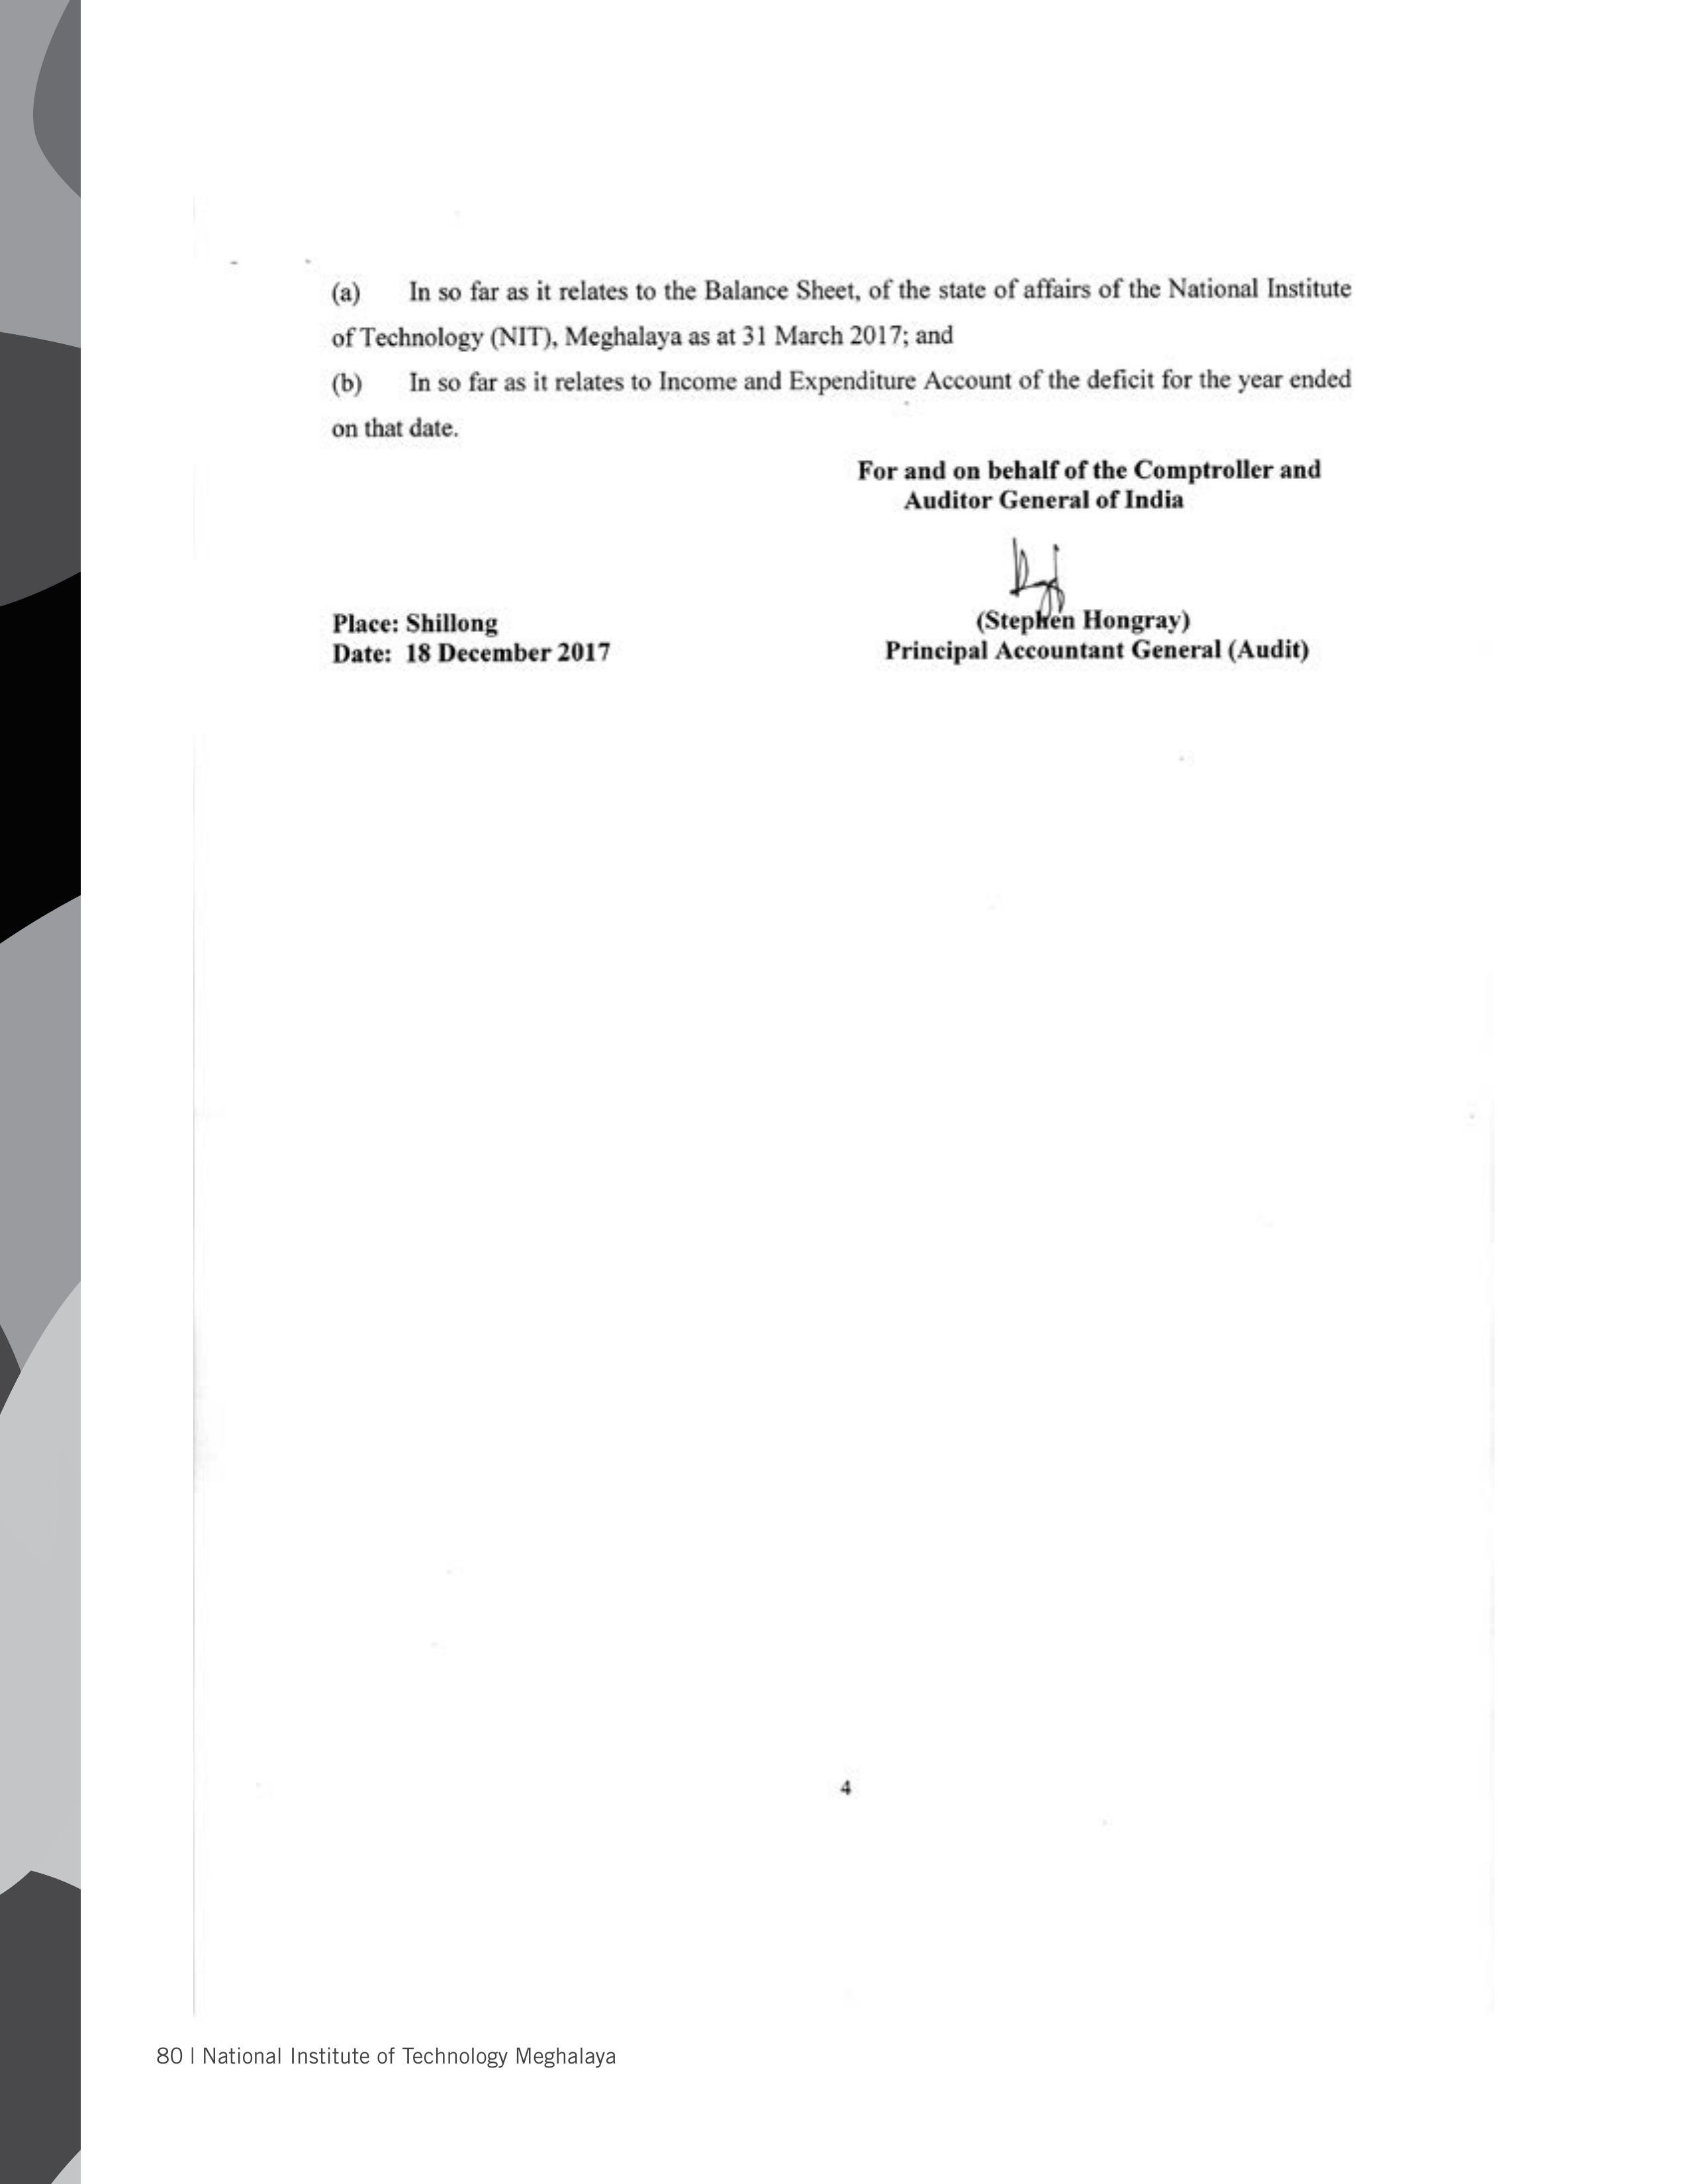 (a) In so far as it relates to the Balance Sheet, of the state of affairs of the National Institute
of Technology (NIT), Meghalaya as at 31 March 2017; and
(b) In so far as it relates to Income and Expenditure Account of the deficit for the year ended
on that date.
For and on behalf of the Comptroller and
Auditor General of India
(Stephen Hongray)
Principal Accountant General (Audit)
Place: Shillong
Date: 18 December 2017
4
80 | National Institute of Technology Meghalaya